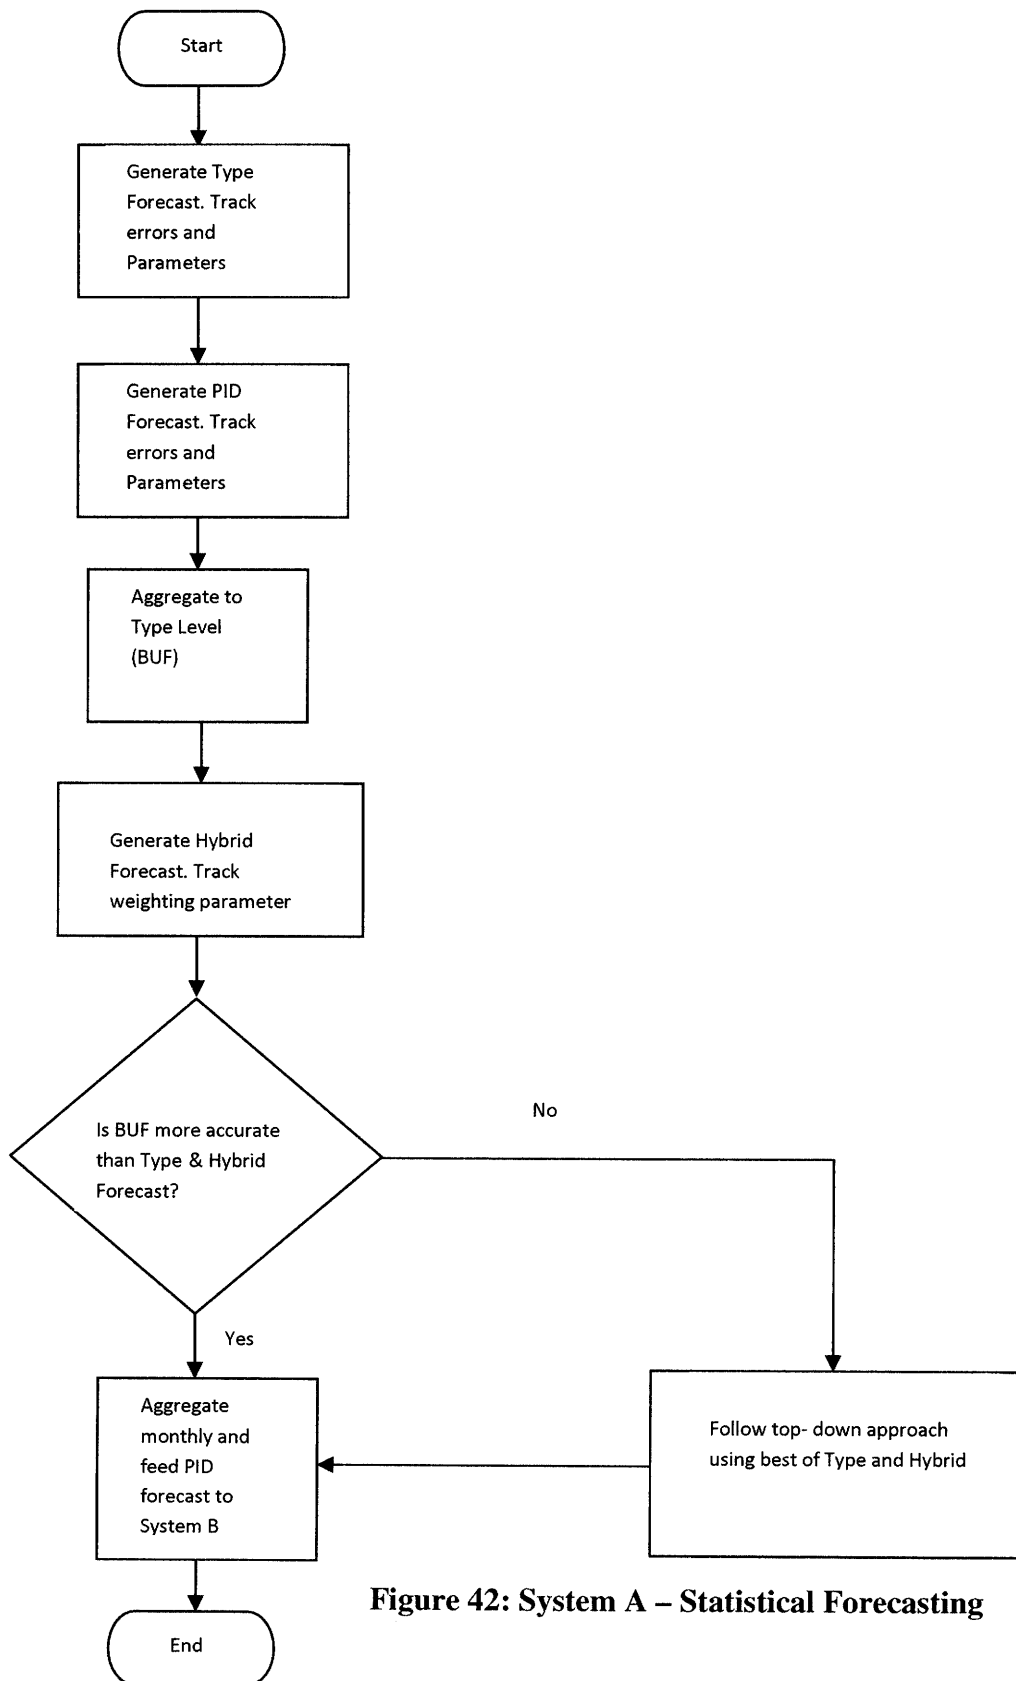 Start
Generate Type
Forecast. Track
errors and
Parameters
Generate PID
Forecast. Track
errors and
Parameters
Aggregate to
Type Level
(BUF)
Generate Hybrid
Forecast. Track
weighting parameter
Is BUF more accurate
than Type & Hybrid
Forecast?
No
Yes
Aggregate
monthly and
feed PID
forecast to
System B
Follow top- down approach
using best of Type and Hybrid
End
Figure 42: System A – Statistical Forecasting